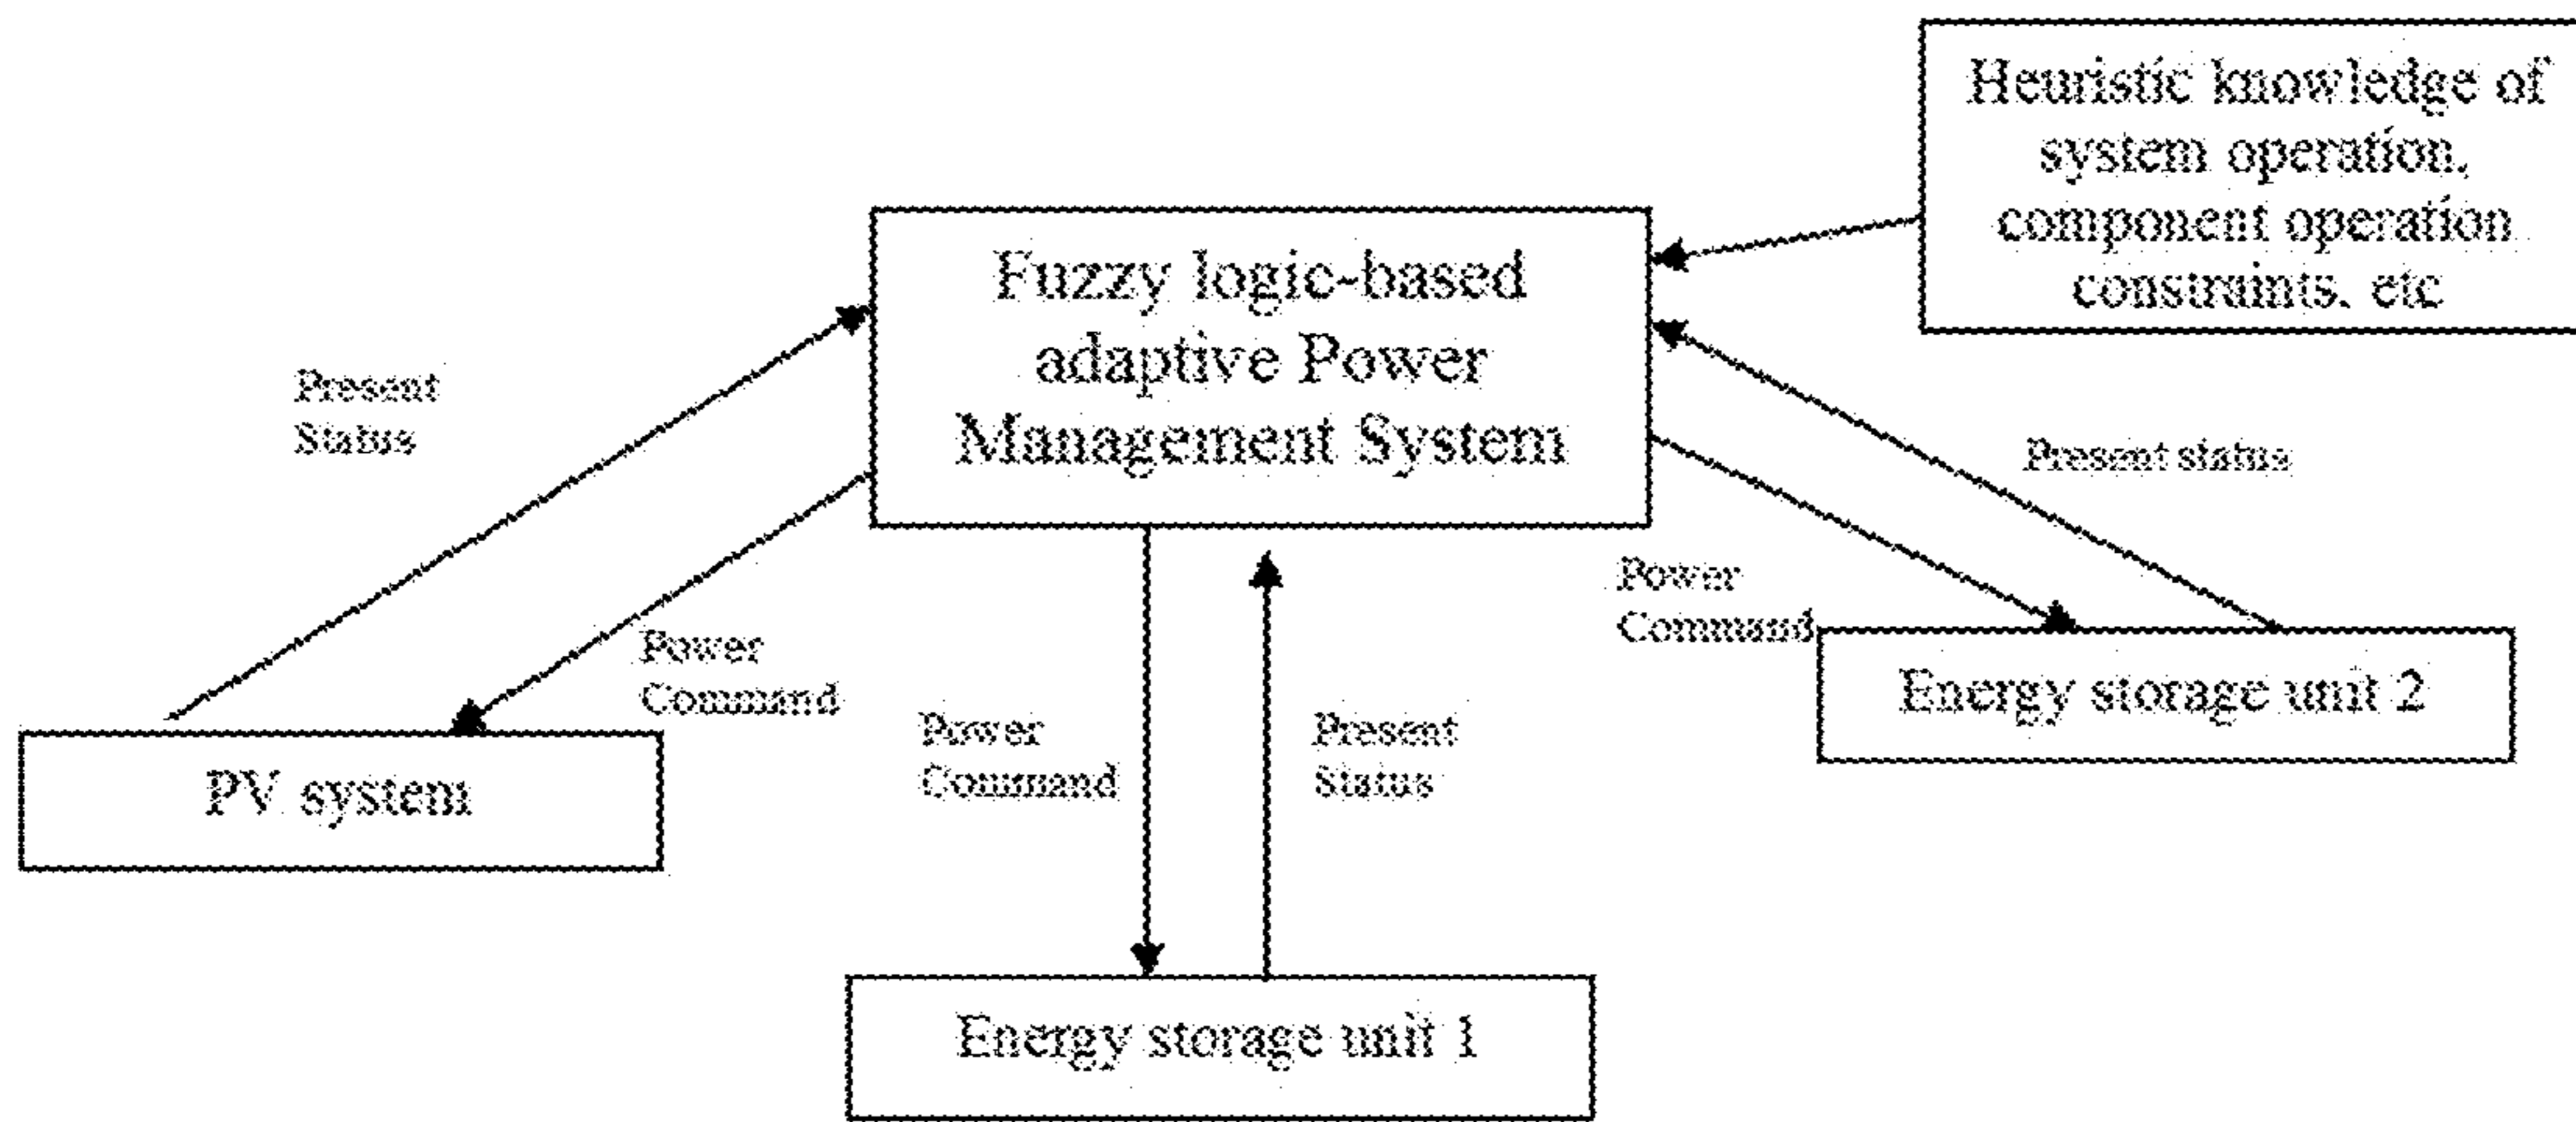 Heuristic knowledge of
system operation,
component operation
constraints, etc
Fuzzy logic-based
adaptive Power
Management System
Present
Status
Present status
Power
Command
Power
Command
Power
Command
Present
Status
Energy storage unit 2
PV system
Energy storage unit 1